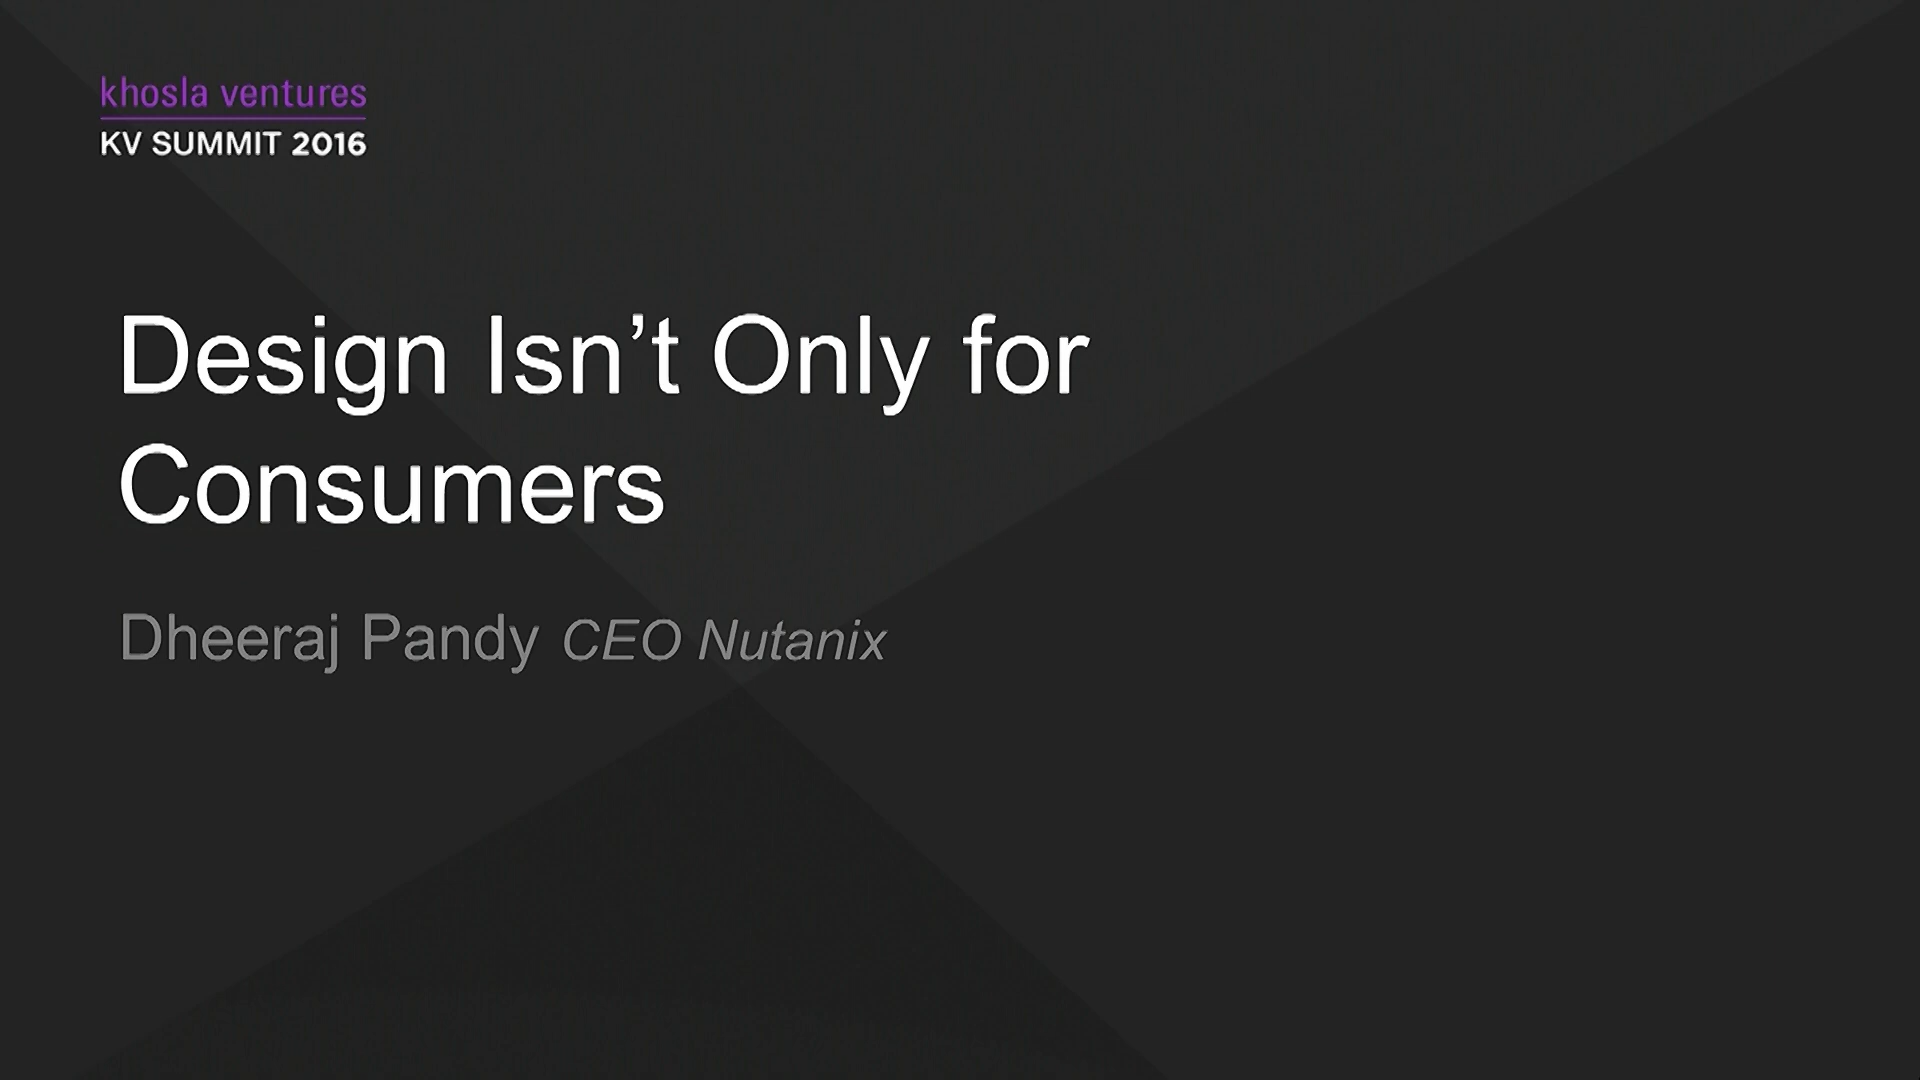 khosla ventures
KV SUMMIT 2016
Design Isn’t Only for
Consumers
Dheeraj Pandy CEO Nutanix